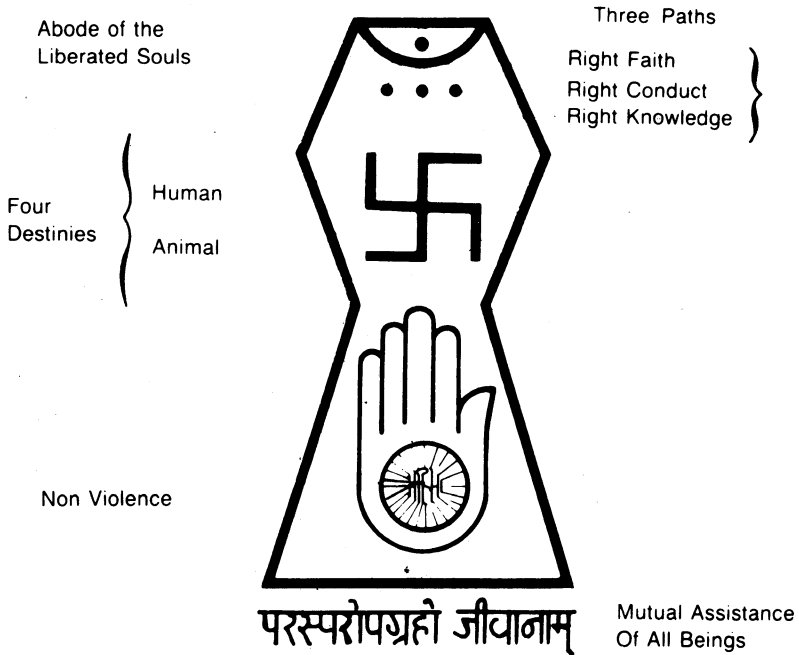 Abode of the
Liberated Souls
Three Paths
Right Faith
Right Conduct
Right Knowledge
Four
Destinies
Human
Animal
Non Violence
परस्परोपग्रहो जीवानाम्
Mutual Assistance
Of All Beings